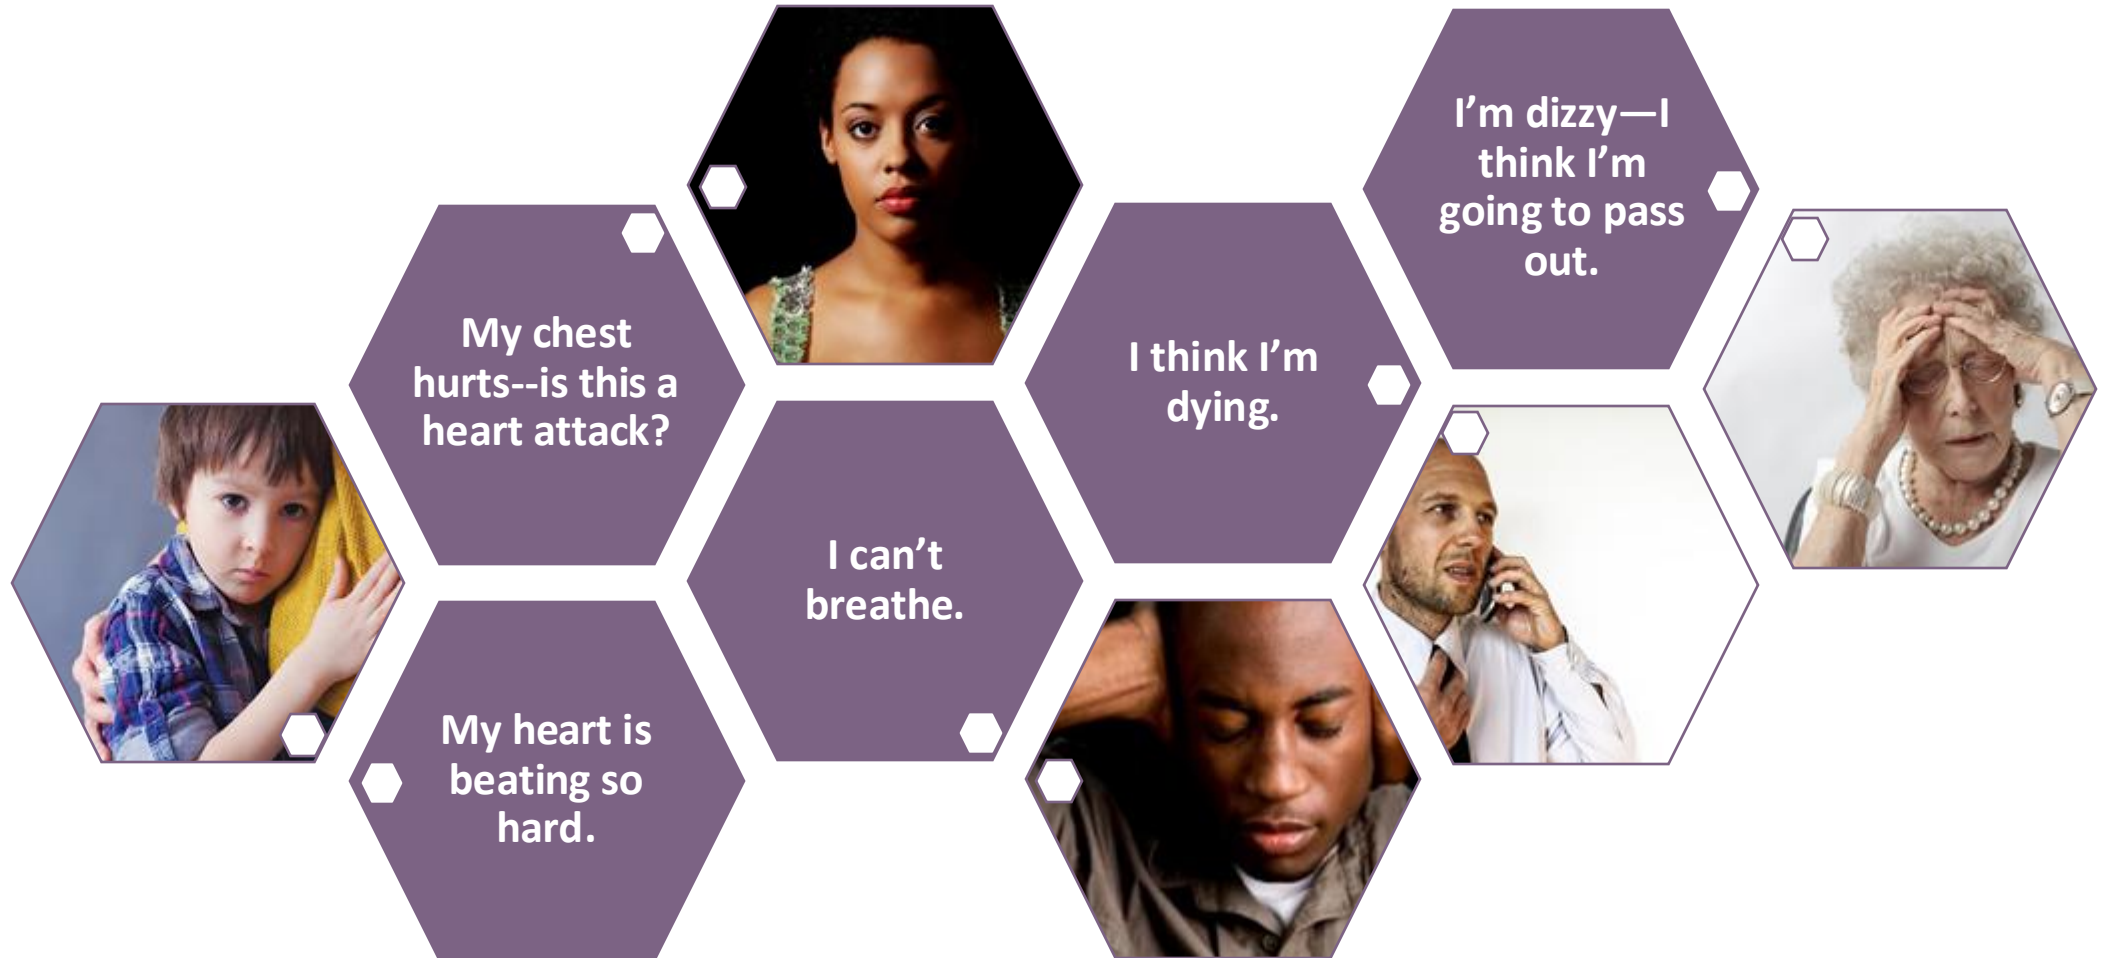 My chest
hurts--is this a
heart attack?
My heart is
beating so
hard.
I can’t
breathe.
I think I’m
dying.
I’m dizzy—I
think I’m
going to pass
out.